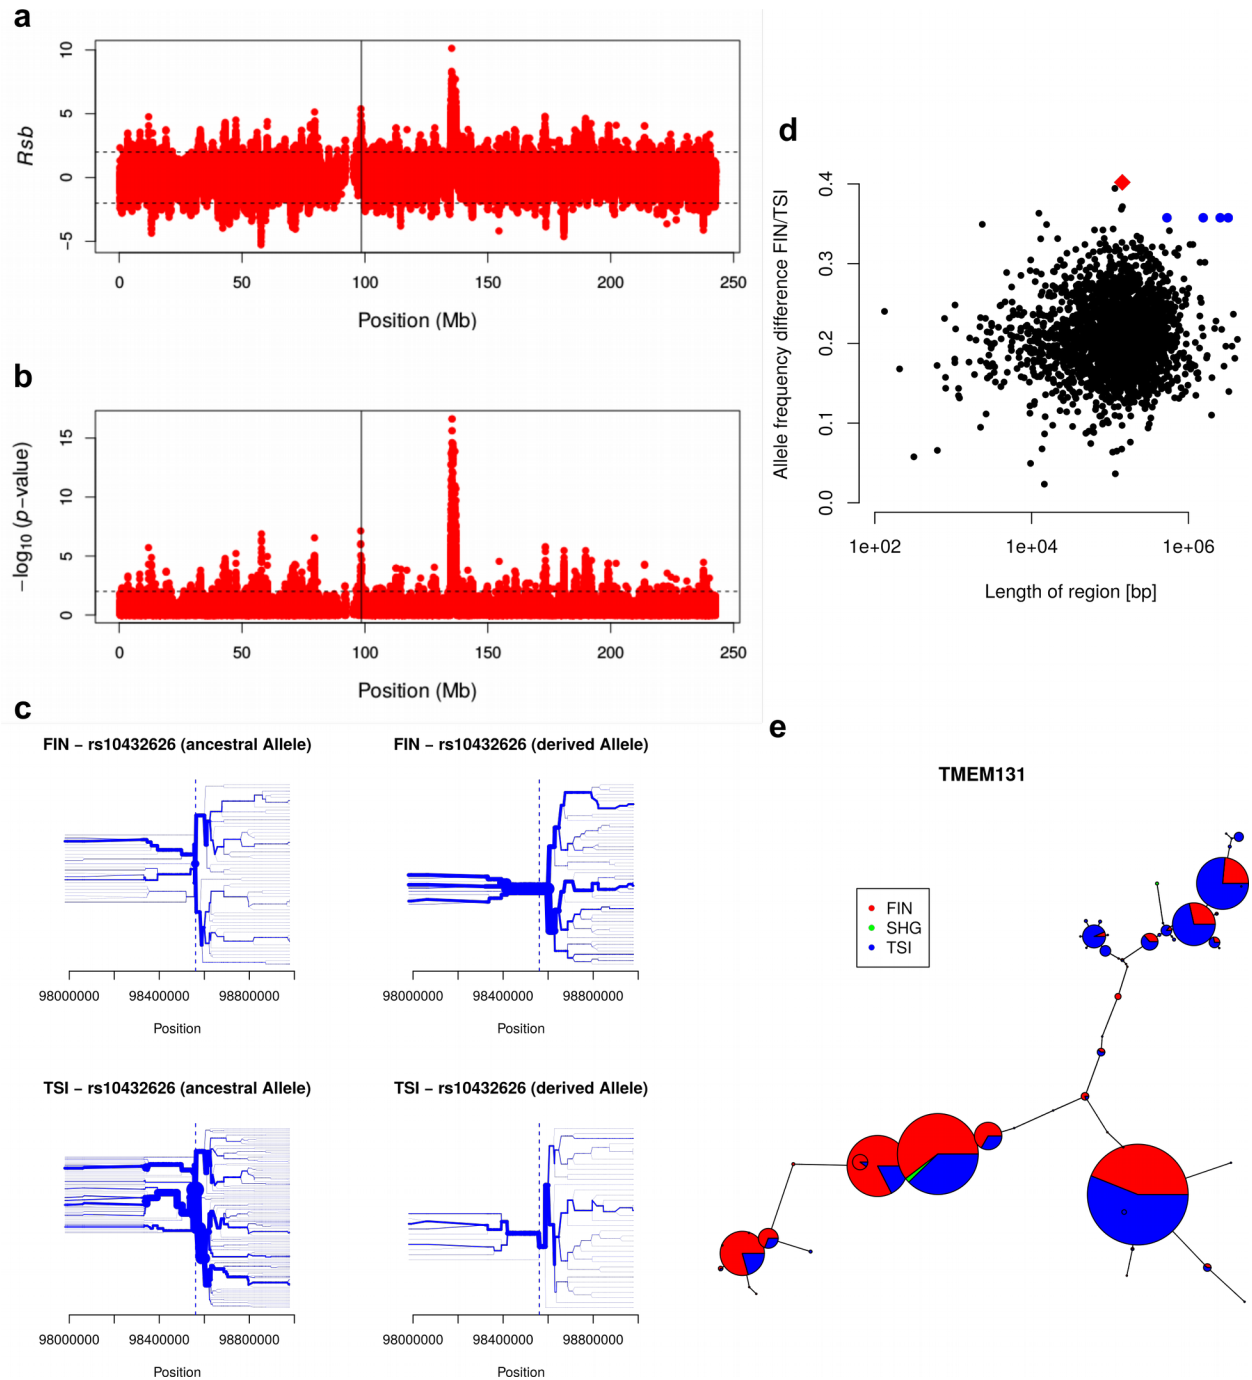 a
10
5
0
−5
Rsb
0 50 100 150 200 250
Position (Mb)
b
15
10
5
0
−log10 (p−value)
0 50 100 150 200 250
Position (Mb)
c
FIN − rs10432626 (ancestral Allele)
FIN − rs10432626 (derived Allele)
98000000 98400000 98800000
Position
98000000 98400000 98800000
Position
TSI − rs10432626 (ancestral Allele)
TSI − rs10432626 (derived Allele)
98000000 98400000 98800000
Position
98000000 98400000 98800000
Position
d
0.4
0.3
0.2
0.1
0.0
Allele frequency difference FIN/TSI
1e+02 1e+04 1e+06
Length of region [bp]
e
TMEM131
FIN
SHG
TSI